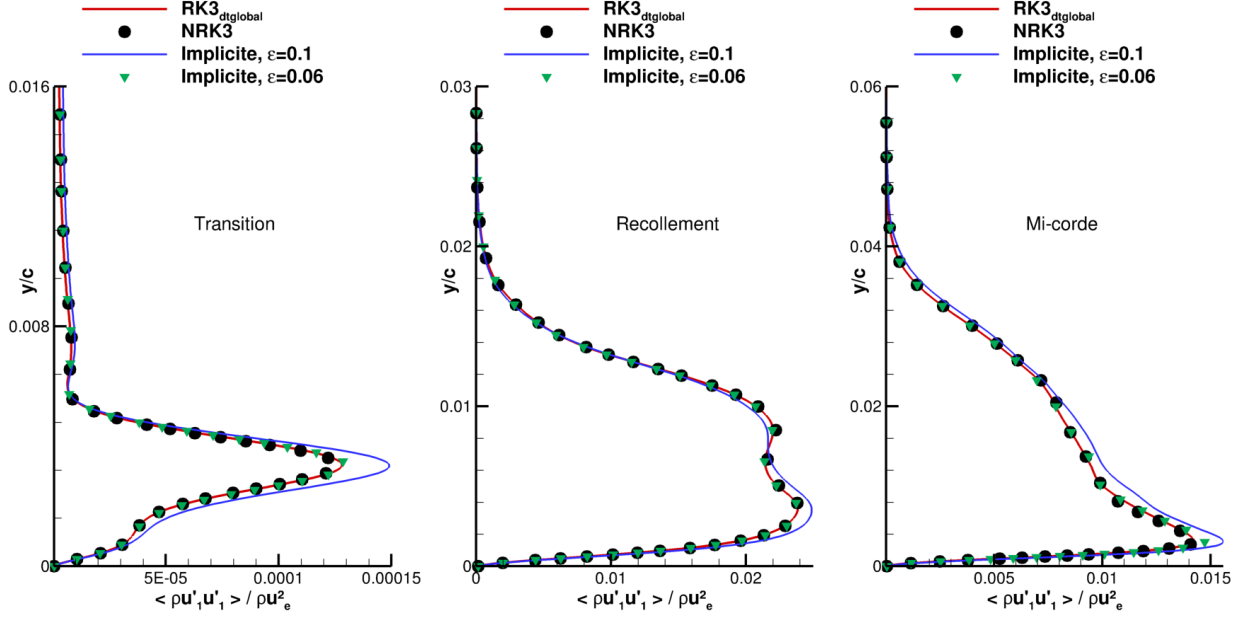 RK3dtglobal
NRK3
Implicite, ε=0.1
Implicite, ε=0.06
0.016
0.008
0
y/c
Transition
5E-05
0.0001
0.00015
< ρu'₁u'₁ > / ρu²ₑ
RK3dtglobal
NRK3
Implicite, ε=0.1
Implicite, ε=0.06
0.03
0.02
0.01
0
y/c
Recollement
0
0.01
0.02
< ρu'₁u'₁ > / ρu²ₑ
RK3dtglobal
NRK3
Implicite, ε=0.1
Implicite, ε=0.06
0.06
0.04
0.02
0
y/c
Mi-corde
0.005
0.01
0.015
< ρu'₁u'₁ > / ρu²ₑ